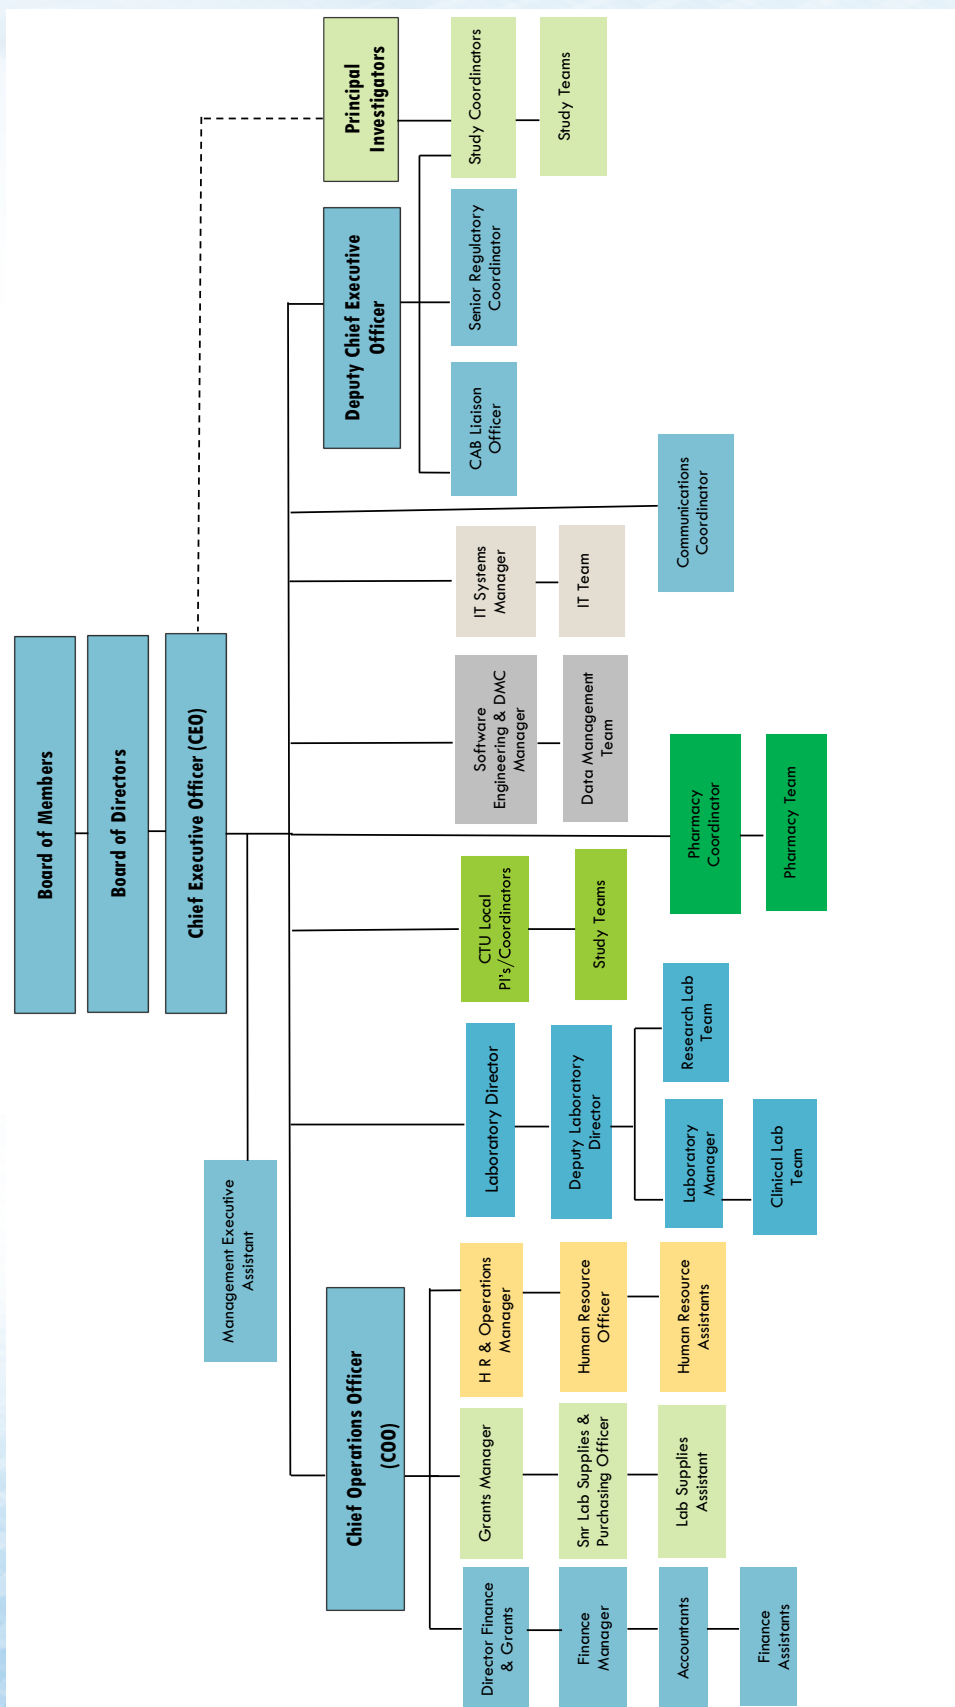 Board of Members
Board of Directors
Chief Executive Officer (CEO)
Management Executive
Assistant
Chief Operations Officer
(COO)
Deputy Chief Executive
Officer
Principal
Investigators
Director Finance
& Grants
Grants Manager
H R & Operations
Manager
Laboratory Director
CTU Local
PI's/Coordinators
Software
Engineering & DMC
Manager
IT Systems
Manager
CAB Liaison
Officer
Senior Regulatory
Coordinator
Study Coordinators
Finance
Manager
Snr Lab Supplies &
Purchasing Officer
Human Resource
Officer
Deputy Laboratory
Director
Study Teams
Data Management
Team
IT Team
Study Teams
Accountants
Lab Supplies
Assistant
Human Resource
Assistants
Laboratory
Manager
Research Lab
Team
Pharmacy
Coordinator
Communications
Coordinator
Finance
Assistants
Clinical Lab
Team
Pharmacy Team